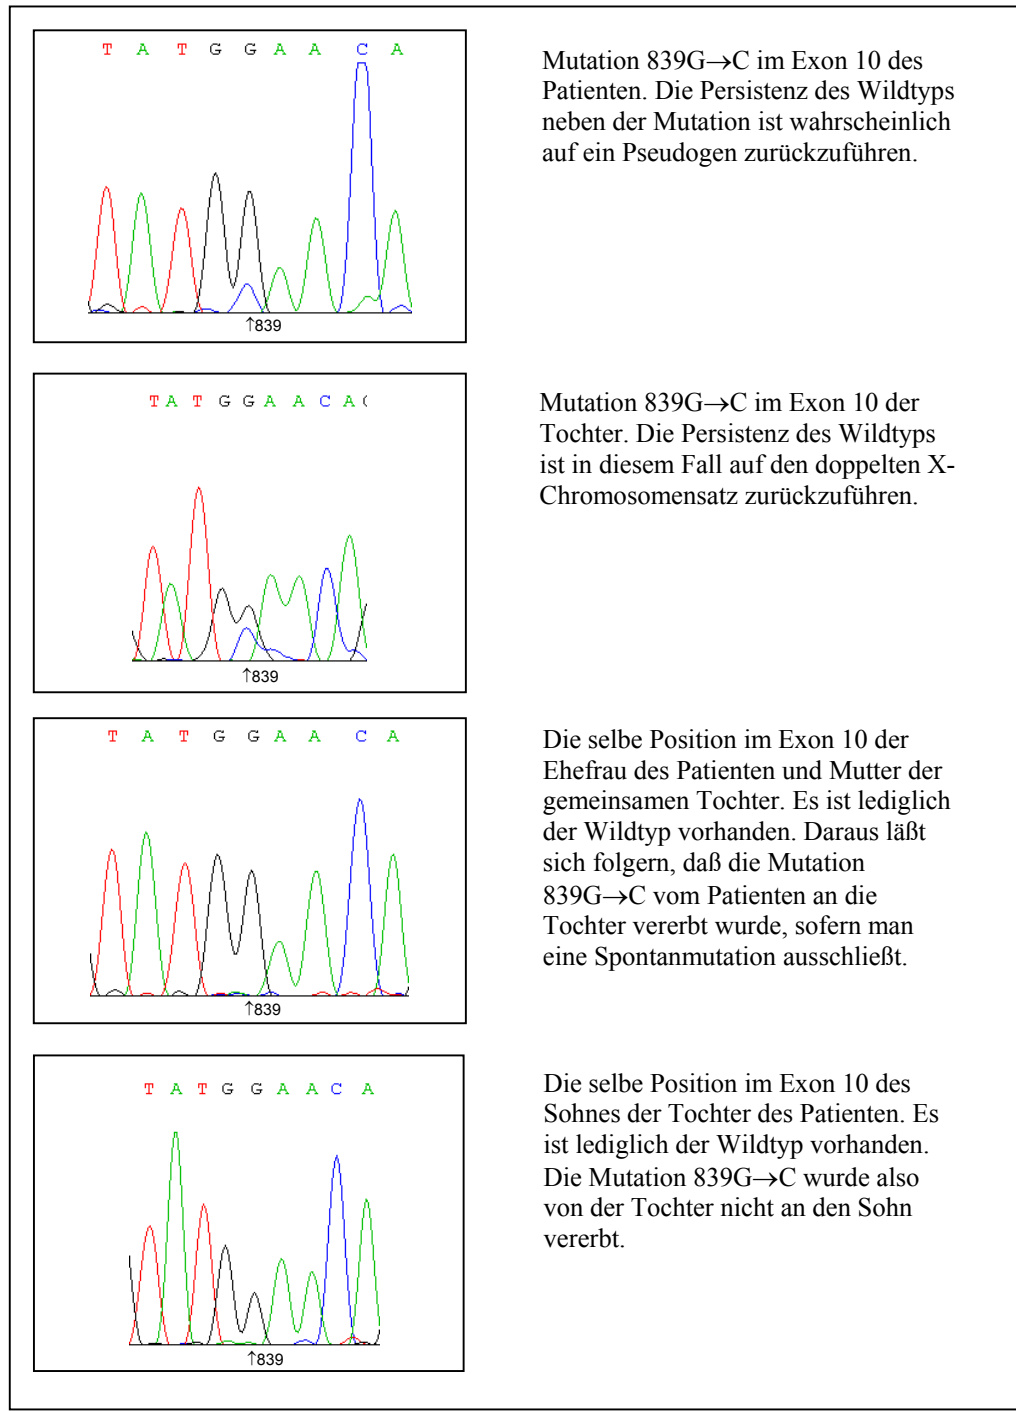 T A T G G A A C A
↑839
Mutation 839G→C im Exon 10 des
Patienten. Die Persistenz des Wildtyps
neben der Mutation ist wahrscheinlich
auf ein Pseudogen zurückzuführen.
T A T G G A A C A (
↑839
Mutation 839G→C im Exon 10 der
Tochter. Die Persistenz des Wildtyps
ist in diesem Fall auf den doppelten X-
Chromosomensatz zurückzuführen.
T A T G G A A C A
↑839
Die selbe Position im Exon 10 der
Ehefrau des Patienten und Mutter der
gemeinsamen Tochter. Es ist lediglich
der Wildtyp vorhanden. Daraus läßt
sich folgern, daß die Mutation
839G→C vom Patienten an die
Tochter vererbt wurde, sofern man
eine Spontanmutation ausschließt.
T A T G G A A C A
↑839
Die selbe Position im Exon 10 des
Sohnes der Tochter des Patienten. Es
ist lediglich der Wildtyp vorhanden.
Die Mutation 839G→C wurde also
von der Tochter nicht an den Sohn
vererbt.